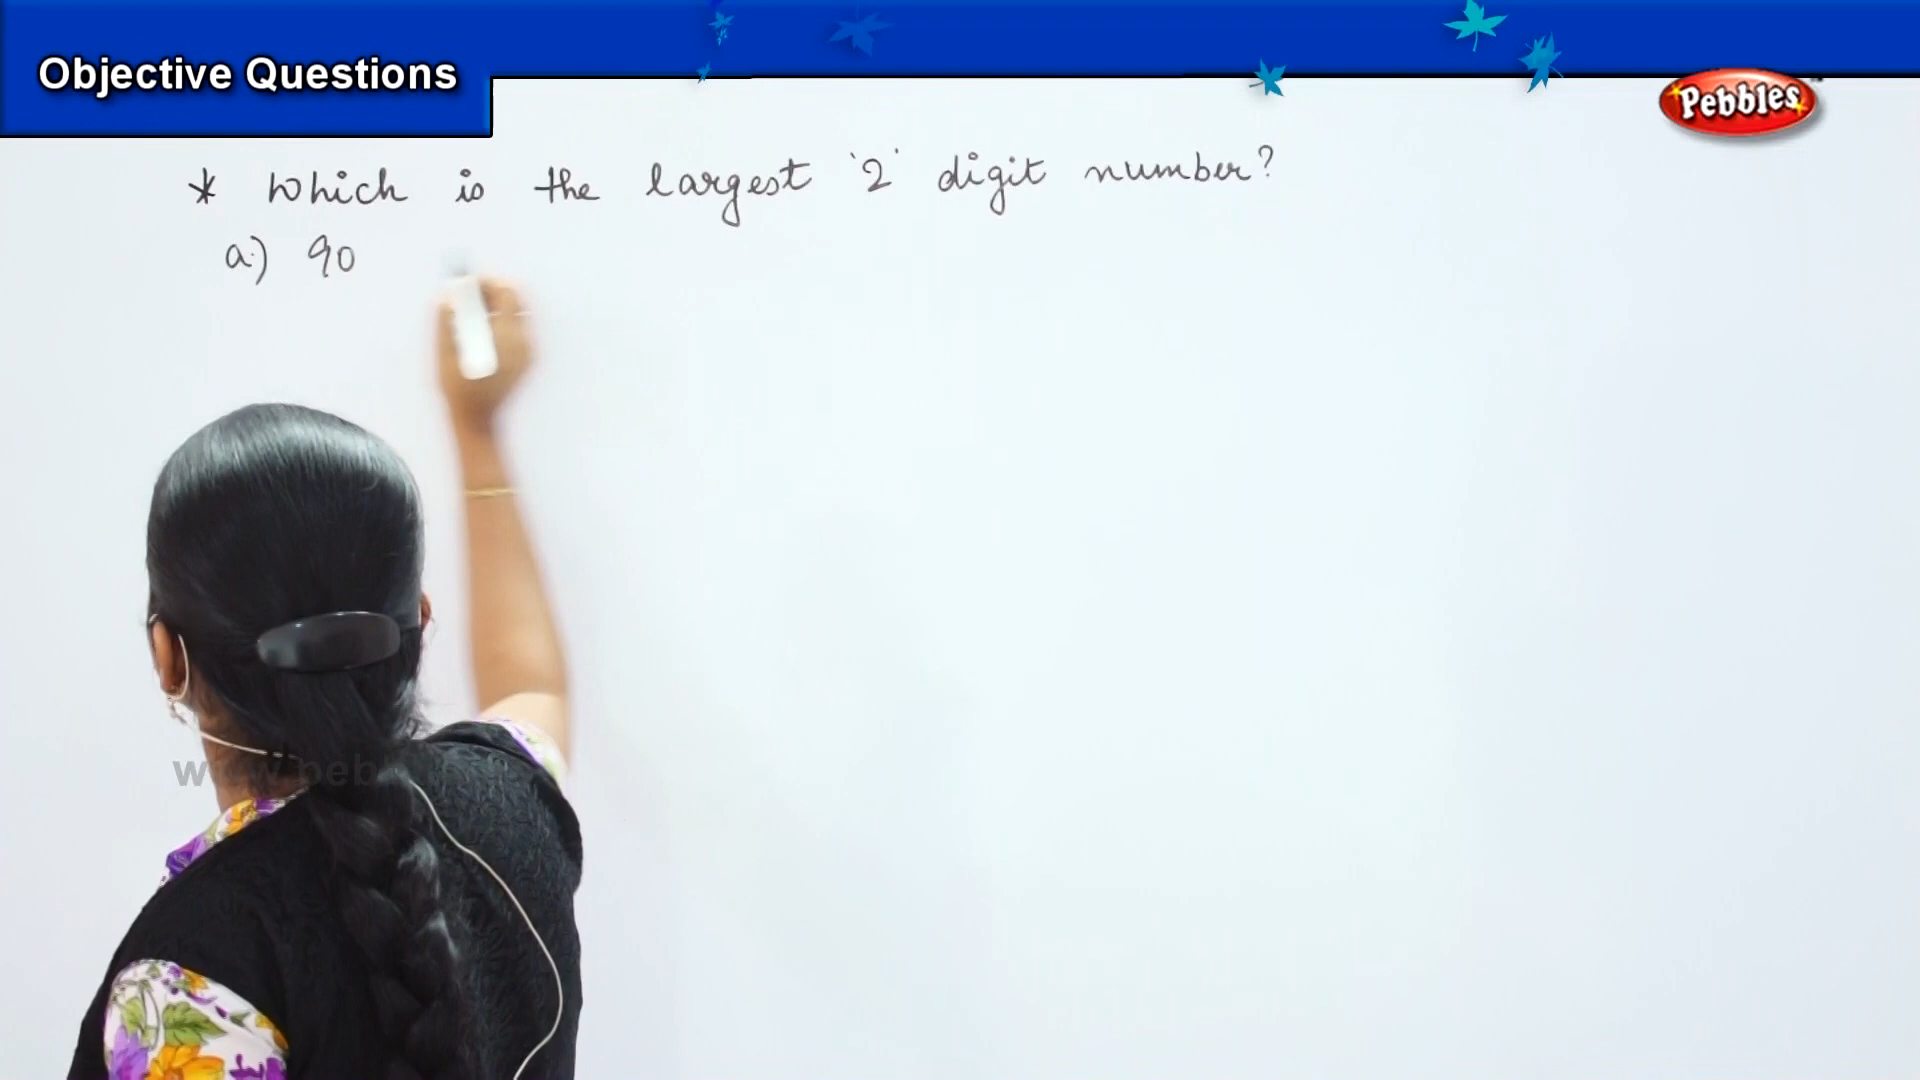 Objective Questions
Pebbles
* Which is the largest '2' digit number?
a.) 90